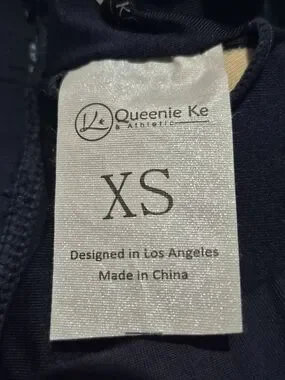 Queenie Ke
& Athletic
XS
Designed in Los Angeles
Made in China